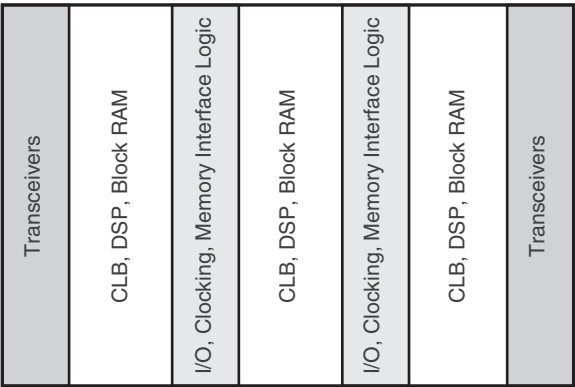 Transceivers
CLB, DSP, Block RAM
I/O, Clocking, Memory Interface Logic
CLB, DSP, Block RAM
I/O, Clocking, Memory Interface Logic
CLB, DSP, Block RAM
Transceivers